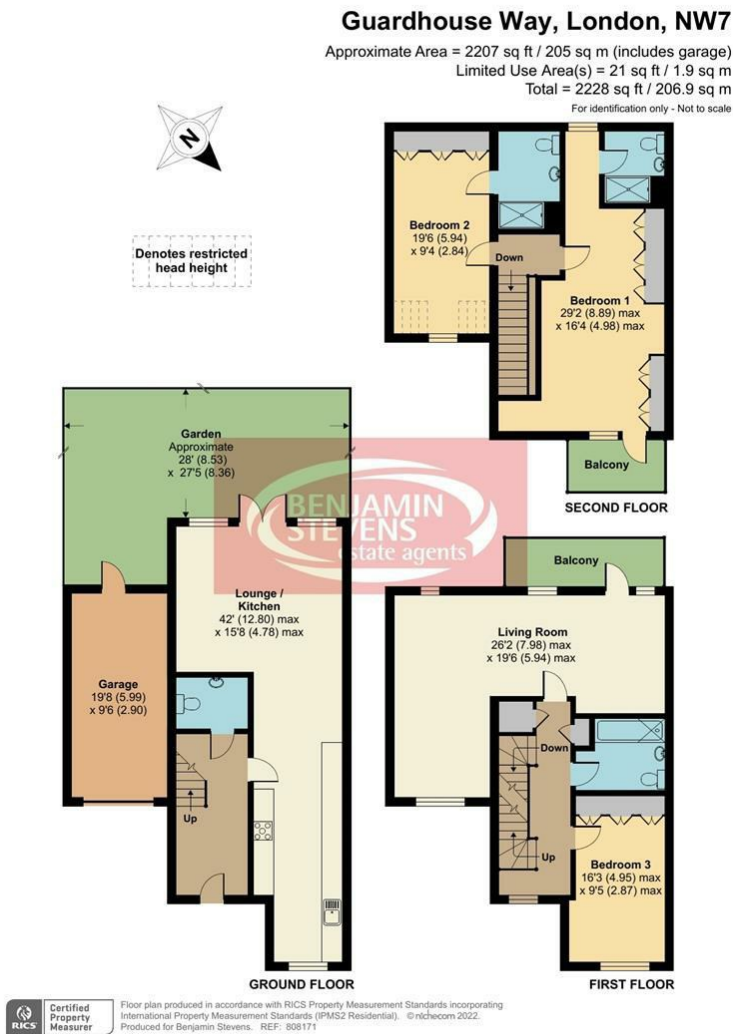 Guardhouse Way, London, NW7
Approximate Area = 2207 sq ft / 205 sq m (includes garage)
Limited Use Area(s) = 21 sq ft / 1.9 sq m
Total = 2228 sq ft / 206.9 sq m
For identification only - Not to scale
N
Denotes restricted
head height
Bedroom 2
19'6 (5.94)
x 9'4 (2.84)
Down
Bedroom 1
29'2 (8.89) max
x 16'4 (4.98) max
Balcony
SECOND FLOOR
Garden
Approximate
28' (8.53)
x 27'5 (8.36)
BENJAMIN
STEVENS
estate agents
Lounge /
Kitchen
42' (12.80) max
x 15'8 (4.78) max
Garage
19'8 (5.99)
x 9'6 (2.90)
Up
GROUND FLOOR
Balcony
Living Room
26'2 (7.98) max
x 19'6 (5.94) max
Down
Up
Bedroom 3
16'3 (4.95) max
x 9'5 (2.87) max
FIRST FLOOR
RICS
Certified
Property
Measurer
Floor plan produced in accordance with RICS Property Measurement Standards incorporating
International Property Measurement Standards (IPMS2 Residential). © nichecom 2022.
Produced for Benjamin Stevens. REF: 808171